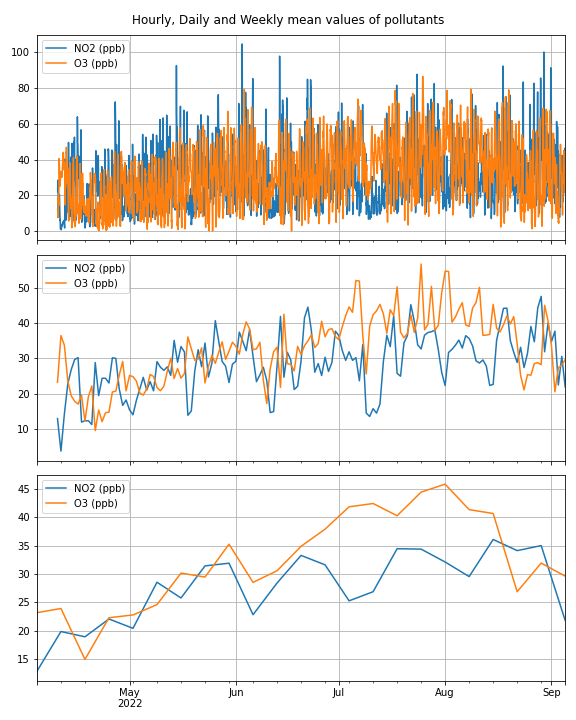 Hourly, Daily and Weekly mean values of pollutants
100
80
60
40
20
0
NO2 (ppb)
O3 (ppb)
50
40
30
20
10
NO2 (ppb)
O3 (ppb)
45
40
35
30
25
20
15
NO2 (ppb)
O3 (ppb)
May Jun Jul Aug Sep
2022